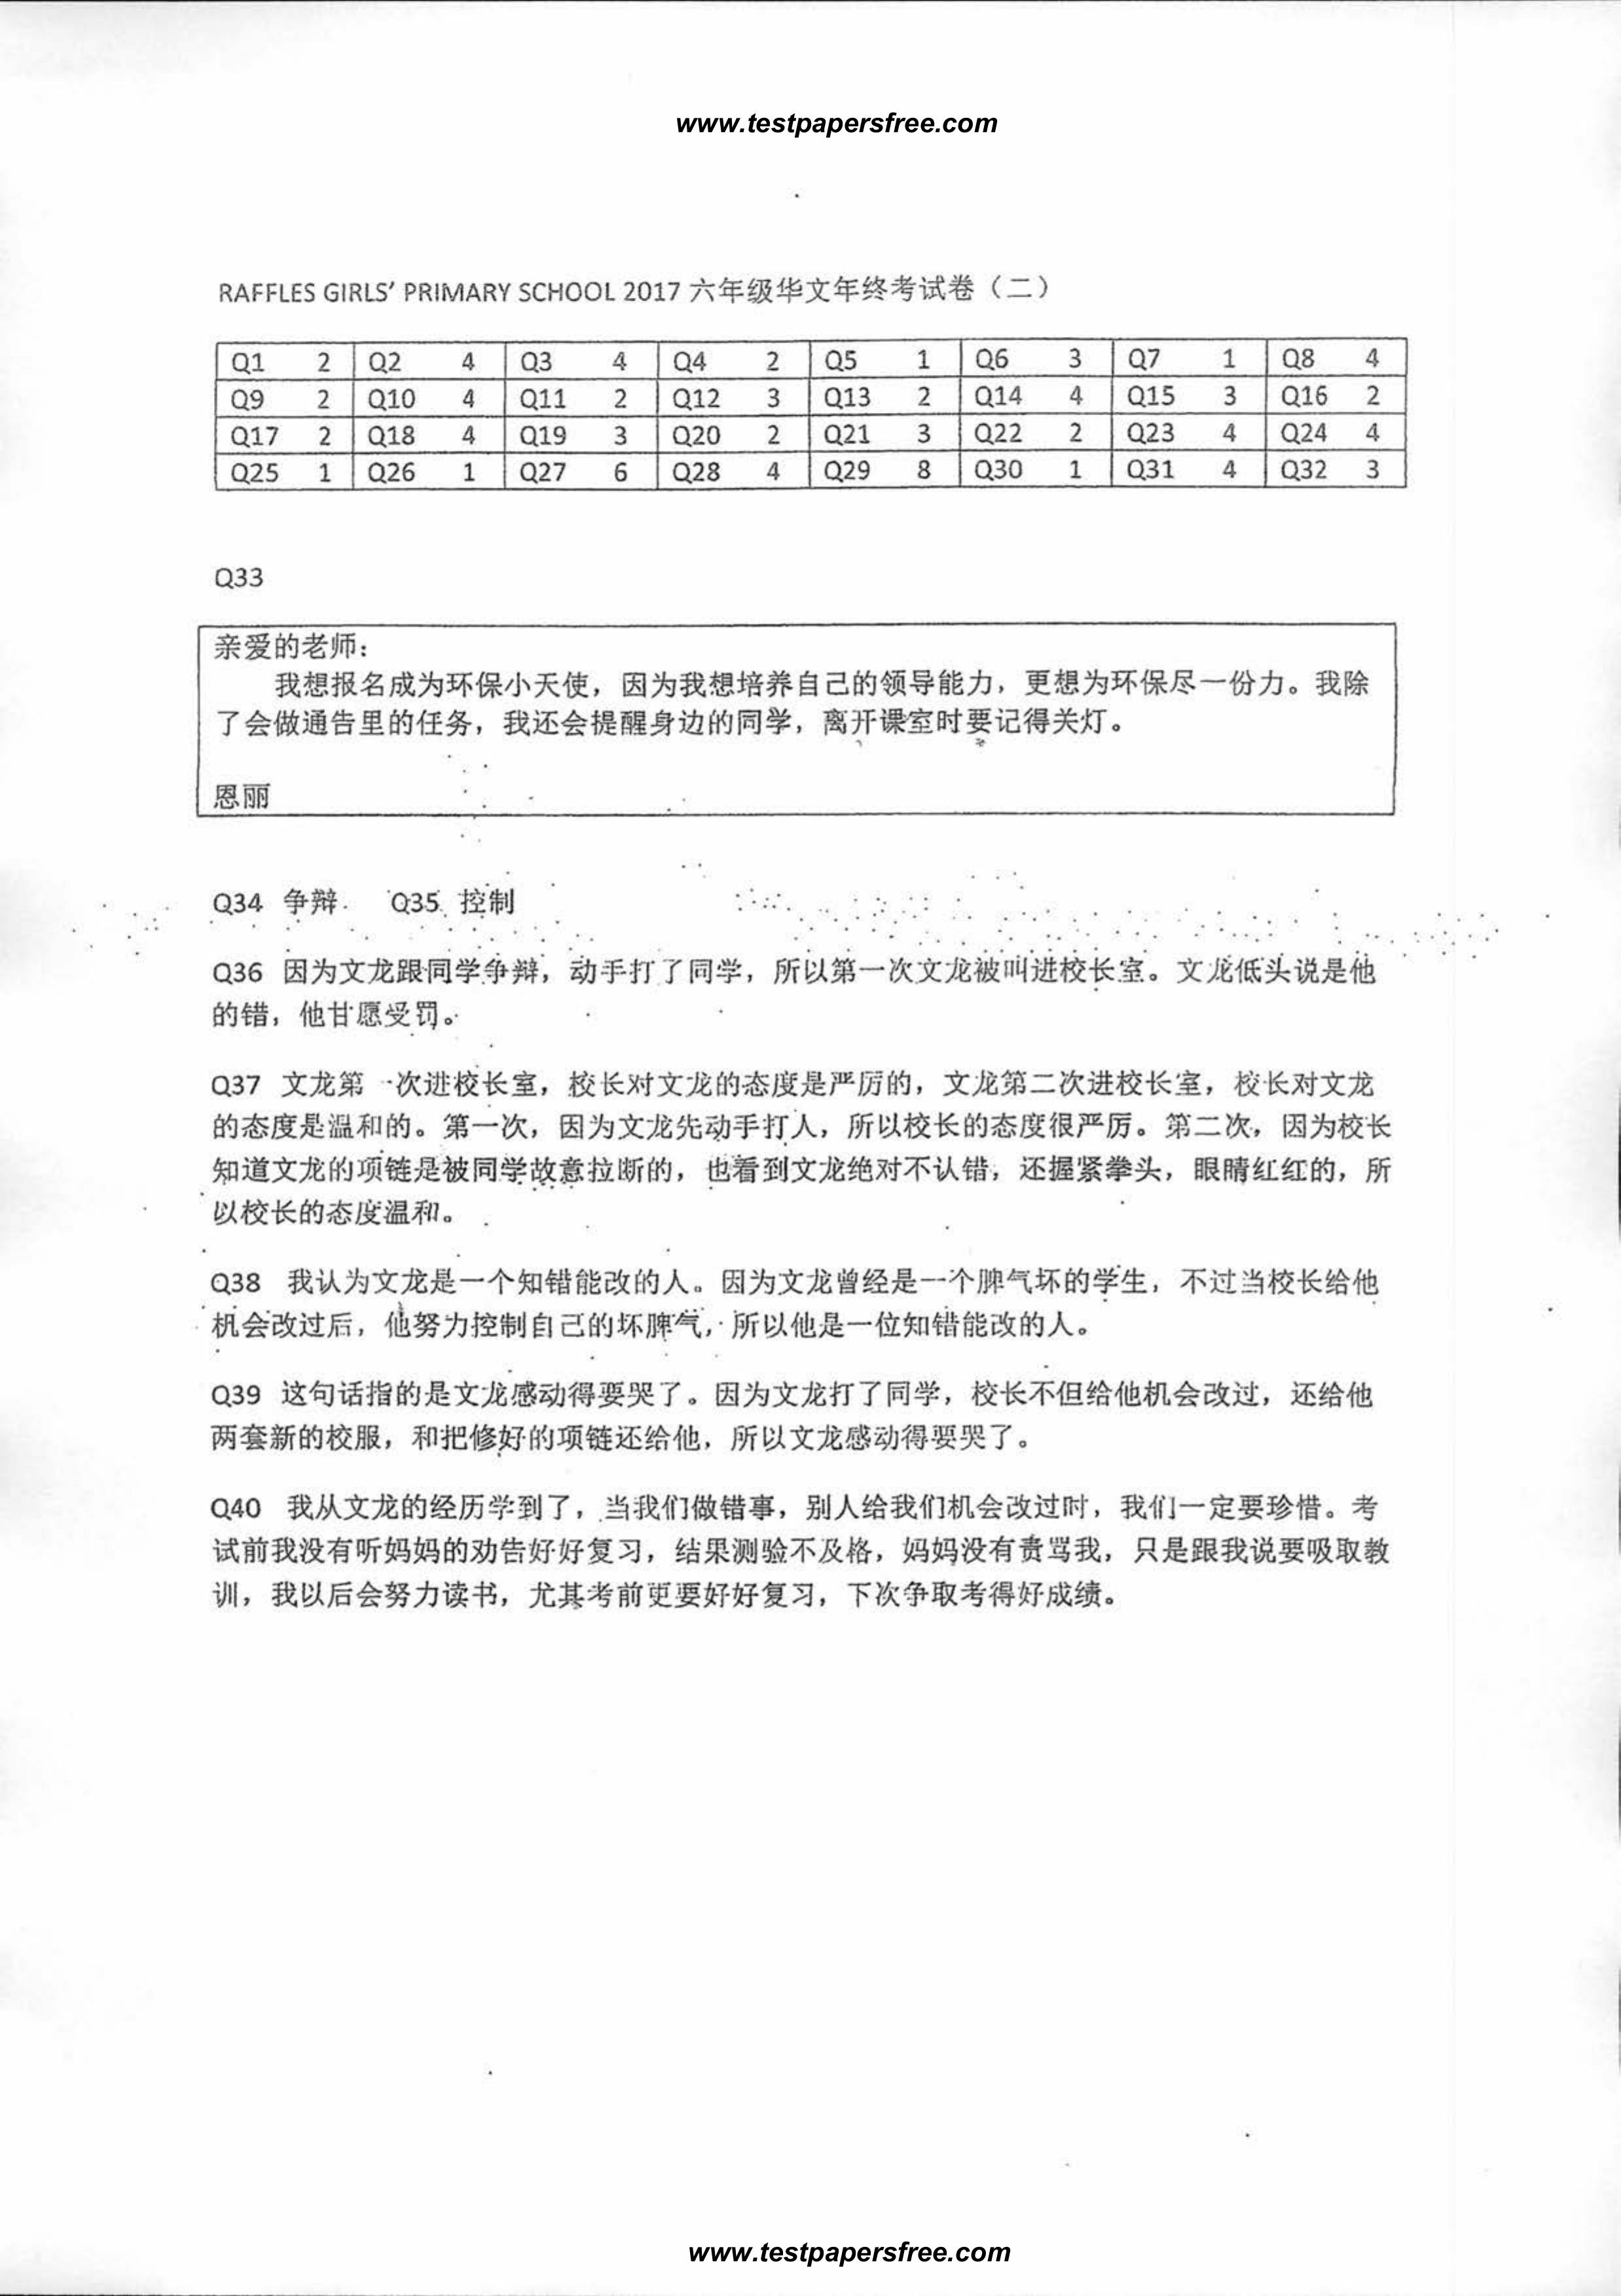 www.testpapersfree.com
RAFFLES GIRLS' PRIMARY SCHOOL 2017 六年级华文年终考试卷（二）
Q1 2 Q2 4 Q3 4 Q4 2 Q5 1 Q6 3 Q7 1 Q8 4
Q9 2 Q10 4 Q11 2 Q12 3 Q13 2 Q14 4 Q15 3 Q16 2
Q17 2 Q18 4 Q19 3 Q20 2 Q21 3 Q22 2 Q23 4 Q24 4
Q25 1 Q26 1 Q27 6 Q28 4 Q29 8 Q30 1 Q31 4 Q32 3
Q33
亲爱的老师：
我想报名成为环保小天使，因为我想培养自己的领导能力，更想为环保尽一份力。我除
了会做通告里的任务，我还会提醒身边的同学，离开课室时要记得关灯。
恩丽
Q34 争辩 Q35 控制
Q36 因为文龙跟同学争辩，动手打了同学，所以第一次文龙被叫进校长室。文龙低头说是他
的错，他甘愿受罚。
Q37 文龙第一次进校长室，校长对文龙的态度是严厉的，文龙第二次进校长室，校长对文龙
的态度是温和的。第一次，因为文龙先动手打人，所以校长的态度很严厉。第二次，因为校长
知道文龙的项链是被同学故意拉断的，也看到文龙绝对不认错，还握紧拳头，眼睛红红的，所
以校长的态度温和。
Q38 我认为文龙是一个知错能改的人。因为文龙曾经是一个脾气坏的学生，不过当校长给他
机会改过后，他努力控制自己的坏脾气，所以他是一位知错能改的人。
Q39 这句话指的是文龙感动得要哭了。因为文龙打了同学，校长不但给他机会改过，还给他
两套新的校服，和把修好的项链还给他，所以文龙感动得要哭了。
Q40 我从文龙的经历学到了，当我们做错事，别人给我们机会改过时，我们一定要珍惜。考
试前我没有听妈妈的劝告好好复习，结果测验不及格，妈妈没有责骂我，只是跟我说要吸取教
训，我以后会努力读书，尤其考前更要好好复习，下次争取考得好成绩。
www.testpapersfree.com